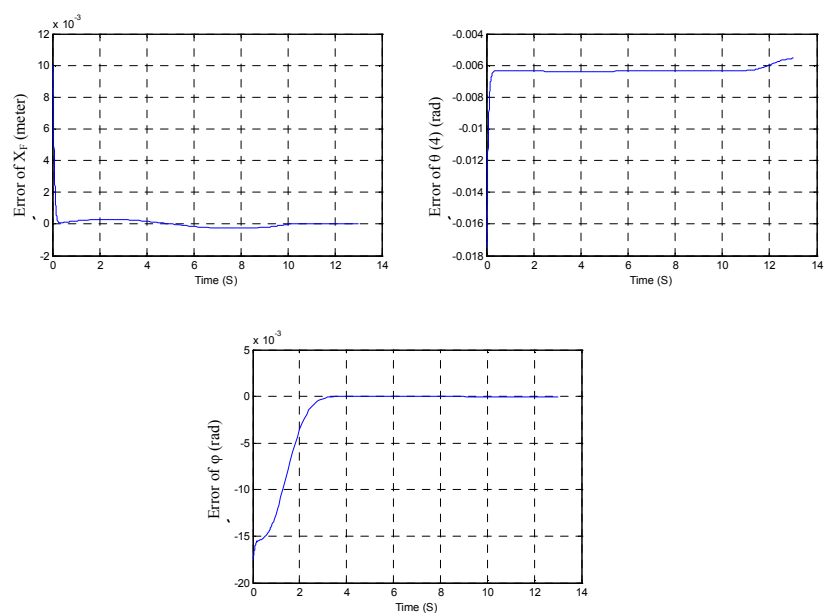 x 10-3
12
10
8
6
4
2
0
-2
0 2 4 6 8 10 12 14
Time (S)
Error of XF (meter)
-0.004
-0.006
-0.008
-0.01
-0.012
-0.014
-0.016
-0.018
0 2 4 6 8 10 12 14
Time (S)
Error of θ (4) (rad)
x 10-3
5
0
-5
-10
-15
-20
0 2 4 6 8 10 12 14
Time (S)
Error of φ (rad)